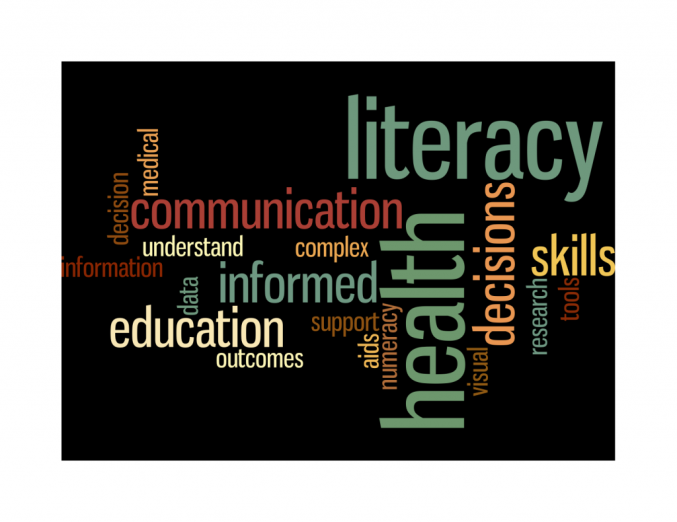 literacy
medical
decision
communication
decisions
health
understand
complex
skills
information
informed
data
research
tools
education
support
numeracy
aids
visual
outcomes